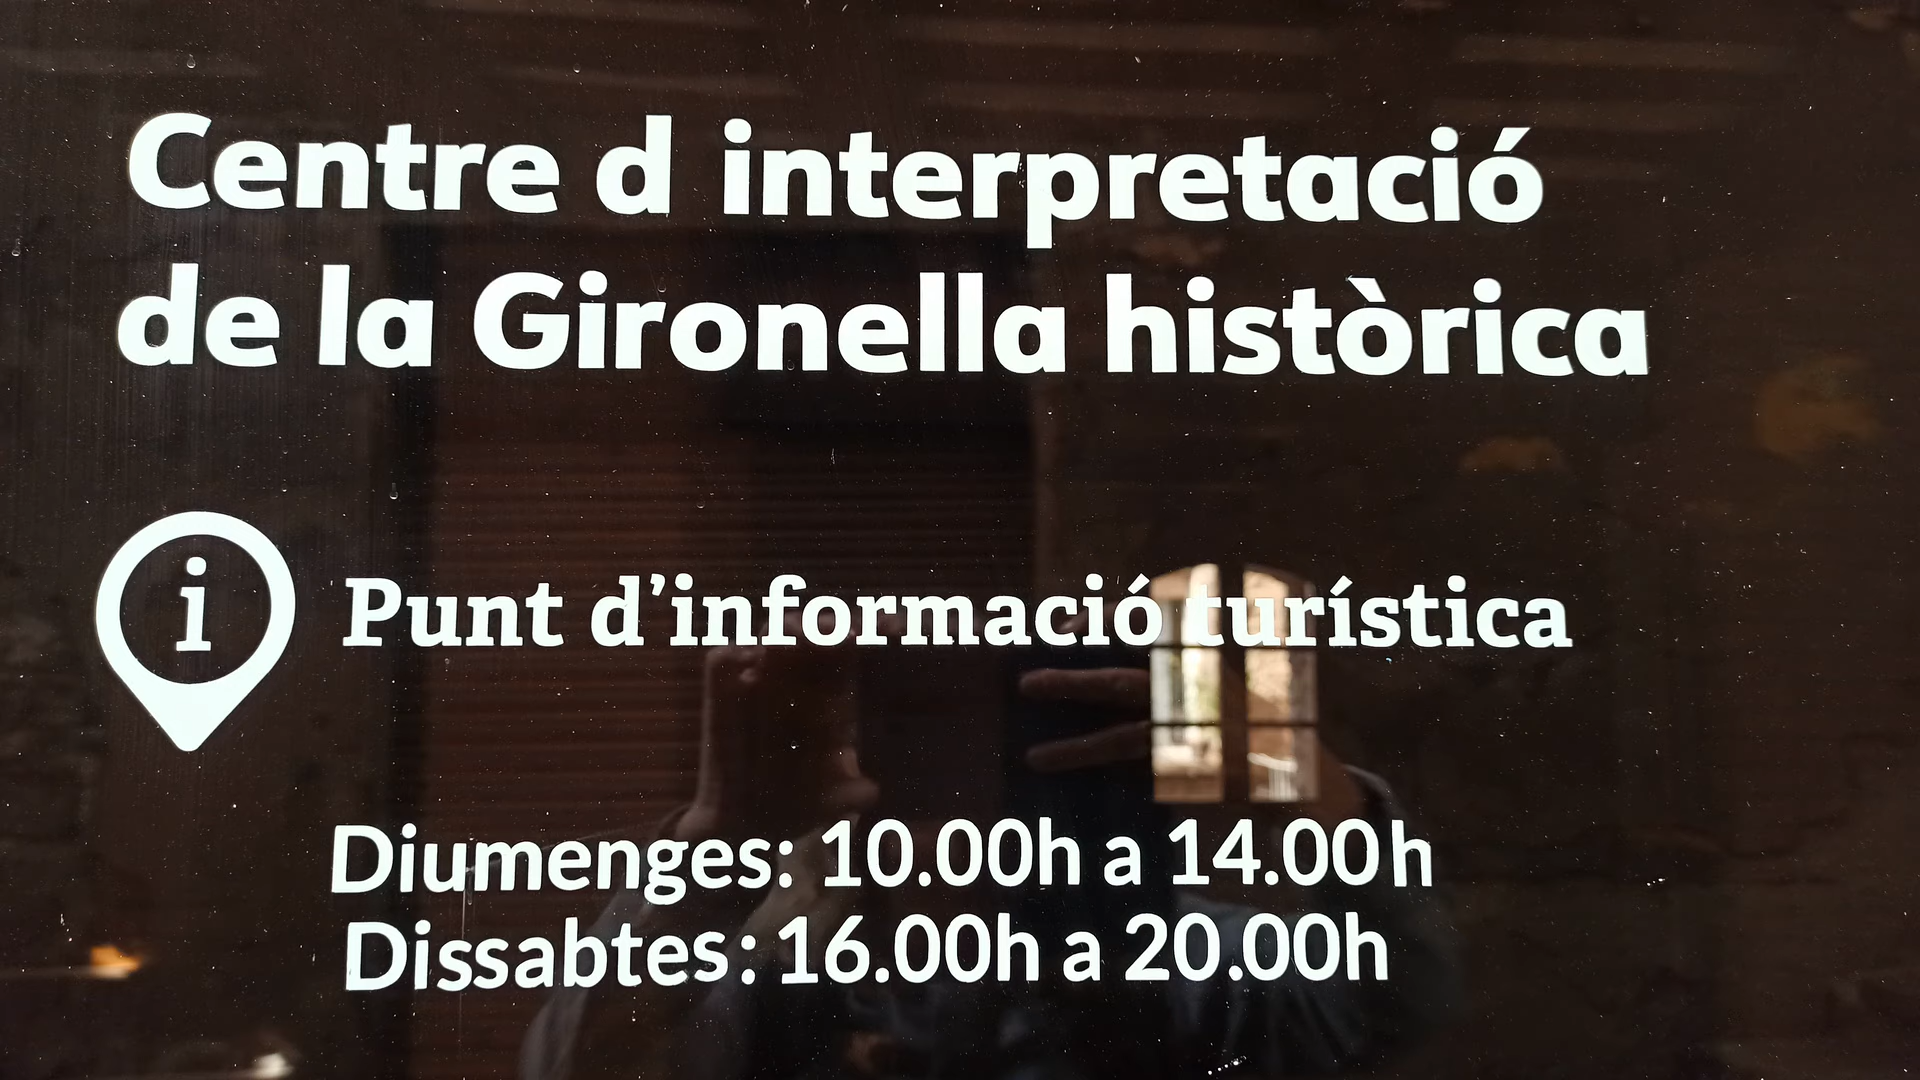 Centre d interpretació
de la Gironella històrica
i
Punt d'informació turística
Diumenges: 10.00h a 14.00h
Dissabtes: 16.00h a 20.00h